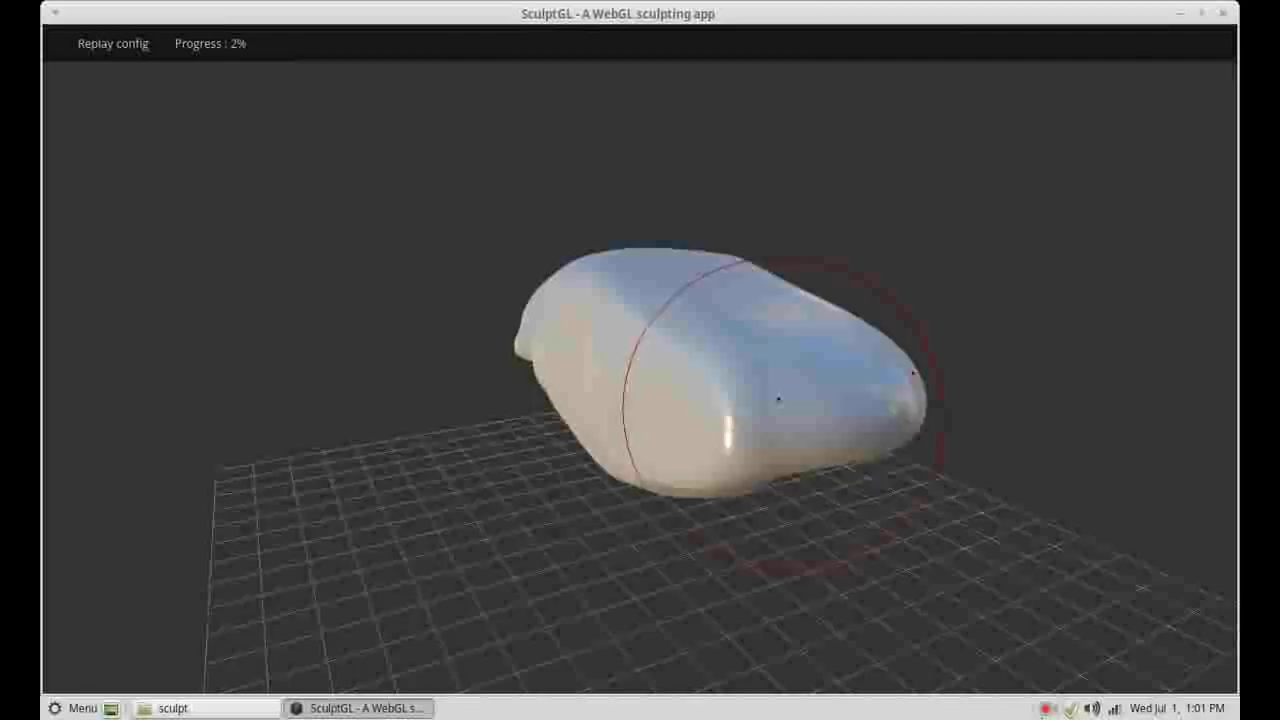 SculptGL - A WebGL sculpting app
Replay config Progress : 2%
Menu sculpt SculptGL - A WebGL s... Wed Jul 1, 1:01 PM